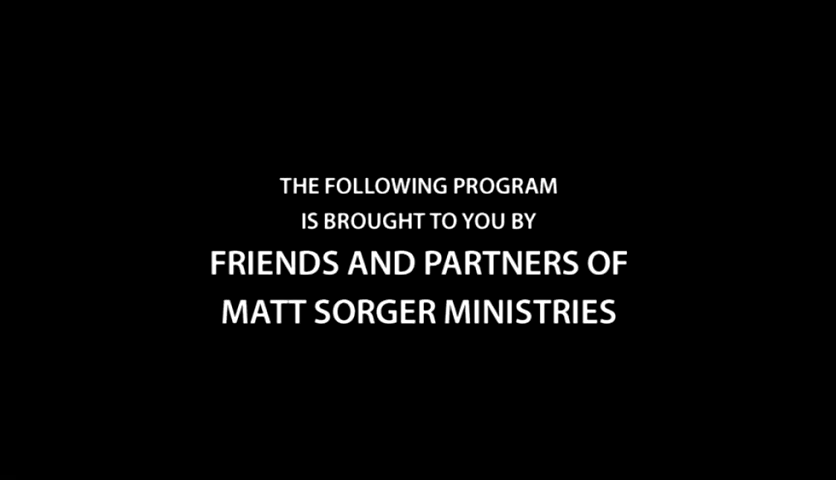 THE FOLLOWING PROGRAM
IS BROUGHT TO YOU BY
FRIENDS AND PARTNERS OF
MATT SORGER MINISTRIES